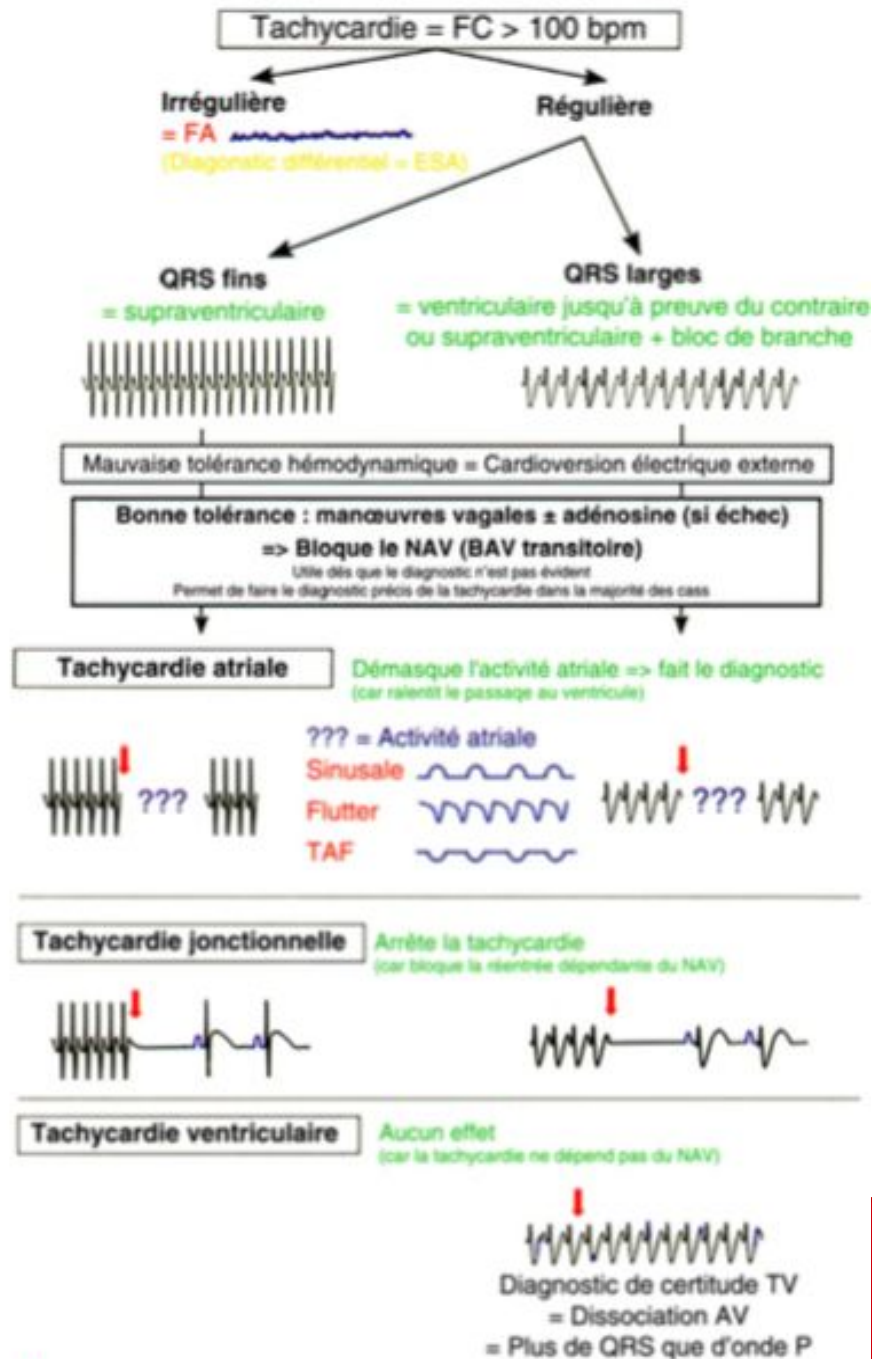 Tachycardie = FC > 100 bpm
Irrégulière
= FA
(Diagonstic différentiel = ESA)
Régulière
QRS fins
= supraventriculaire
QRS larges
= ventriculaire jusqu'à preuve du contraire
ou supraventriculaire + bloc de branche
Mauvaise tolérance hémodynamique = Cardioversion électrique externe
Bonne tolérance : manœuvres vagales ± adénosine (si échec)
=> Bloque le NAV (BAV transitoire)
Utile dés que le diagnostic n'est pas évident
Permet de faire le diagnostic précis de la tachycardie dans la majorité des cass
Tachycardie atriale
Démasque l'activité atriale => fait le diagnostic
(car ralentit le passage au ventricule)
??? = Activité atriale
Sinusale
Flutter
TAF
???
???
Tachycardie jonctionnelle
Arrête la tachycardie
(car bloque la réentrée dépendante du NAV)
Tachycardie ventriculaire
Aucun effet
(car la tachycardie ne dépend pas du NAV)
Diagnostic de certitude TV
= Dissociation AV
= Plus de QRS que d'onde P